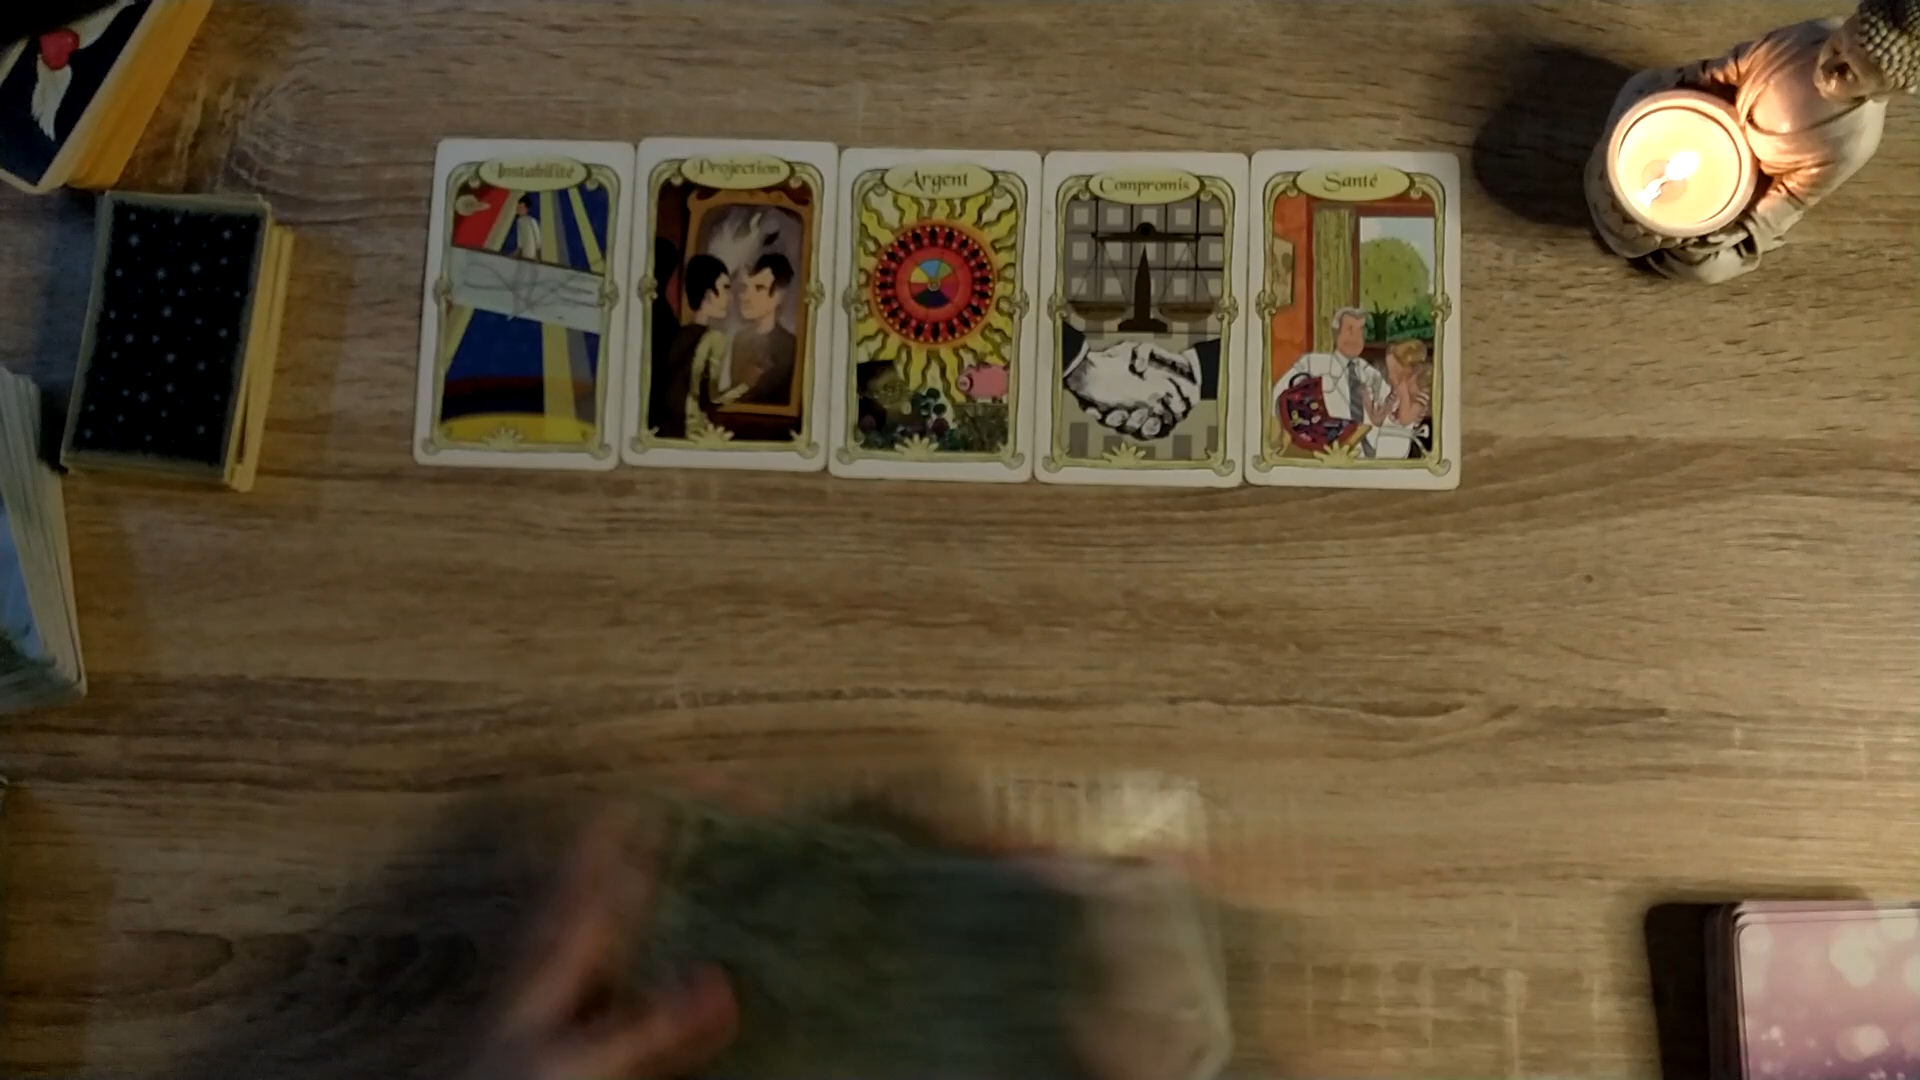 Instabilité
Projection
Argent
Compromis
Santé